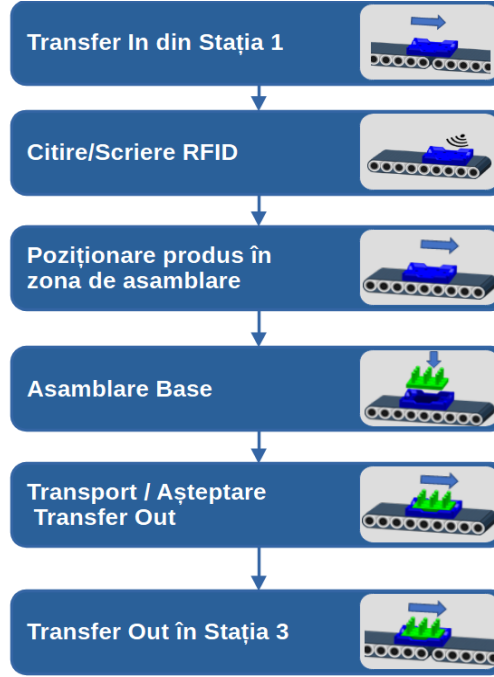 Transfer In din Stația 1
Citire/Scriere RFID
Poziționare produs în
zona de asamblare
Asamblare Base
Transport / Așteptare
Transfer Out
Transfer Out în Stația 3